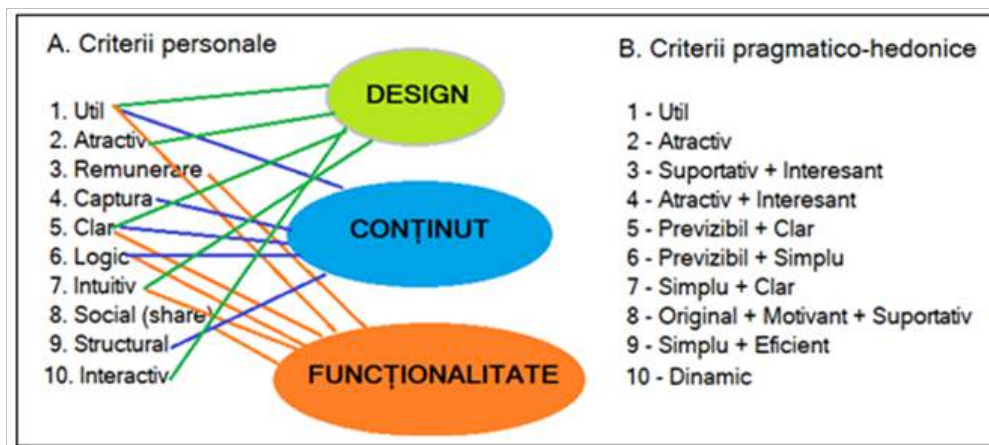 A. Criterii personale
1. Util
2. Atractiv
3. Remunerare
4. Captura
5. Clar
6. Logic
7. Intuitiv
8. Social (share)
9. Structural
10. Interactiv
DESIGN
CONȚINUT
FUNCȚIONALITATE
B. Criterii pragmatico-hedonice
1 - Util
2 - Atractiv
3 - Suportativ + Interesant
4 - Atractiv + Interesant
5 - Previzibil + Clar
6 - Previzibil + Simplu
7 - Simplu + Clar
8 - Original + Motivant + Suportativ
9 - Simplu + Eficient
10 - Dinamic